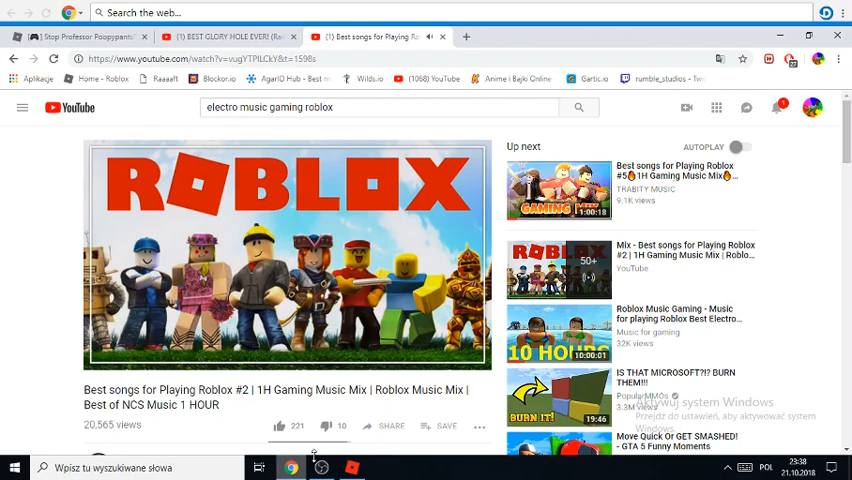 Search the web...
Stop Professor Poopypants
(1) BEST GLORY HOLE EVER! (Ra
(1) Best songs for Playing Ro
https://www.youtube.com/watch?v=vugYTPILCkY&t=1598s
Aplikacje
Home - Roblox
Raaaft
Blockor.io
AgarIO Hub - Best m
Wilds.io
(1068) YouTube
Anime i Bajki Online
Gartic.io
rumble_studios - Tw
YouTube
electro music gaming roblox
1
ROBLOX
Up next
AUTOPLAY
Best songs for Playing Roblox
#5🔥1H Gaming Music Mix🔥...
TRABITY MUSIC
9.1K views
GAMING MIX
1:00:18
Mix - Best songs for Playing Roblox
#2 | 1H Gaming Music Mix | Roblo...
YouTube
50+
Roblox Music Gaming - Music
for playing Roblox Best Electro...
Music for gaming
32K views
10 HOURS
10:00:01
IS THAT MICROSOFT?!? BURN
THEM!!!
PopularMMOs
3.3M views
BURN IT!
19:46
Move Quick Or GET SMASHED!
- GTA 5 Funny Moments
Best songs for Playing Roblox #2 | 1H Gaming Music Mix | Roblox Music Mix |
Best of NCS Music 1 HOUR
20,565 views
221
10
SHARE
SAVE
Aktywuj system Windows
Przejdź do ustawień, aby aktywować system
Windows.
Wpisz tu wyszukiwane słowa
POL
23:38
21.10.2018